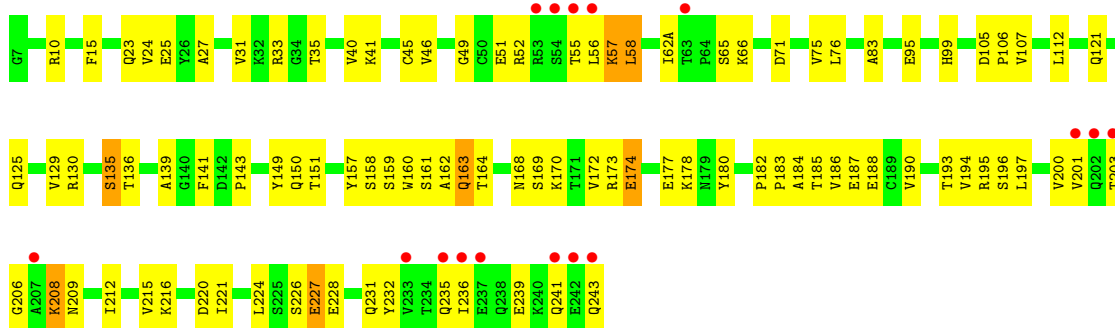 G7 R10 F15 Q23 V24 E25 Y26 A27 V31 K32 R33 G34 T35 V40 K41 C45 V46 G49 C50 E51 R52 R53 S54 T55 L56 K57 L58 I62A T63 P64 S65 K66 D71 V75 L76 A83 E95 H99 D105 P106 V107 L112 Q121
Q125 V129 R130 S135 T136 A139 G140 F141 D142 P143 Y149 Q150 T151 Y157 S158 S159 W160 S161 A162 Q163 T164 N168 S169 K170 T171 V172 R173 E174 E177 K178 N179 Y180 P182 P183 A184 T185 V186 E187 E188 C189 V190 T193 V194 R195 S196 L197 V200 V201 Q202 T203
G206 A207 K208 N209 I212 V215 K216 D220 I221 L224 S225 S226 E227 E228 Q231 Y232 V233 T234 Q235 I236 E237 Q238 E239 K240 Q241 E242 Q243